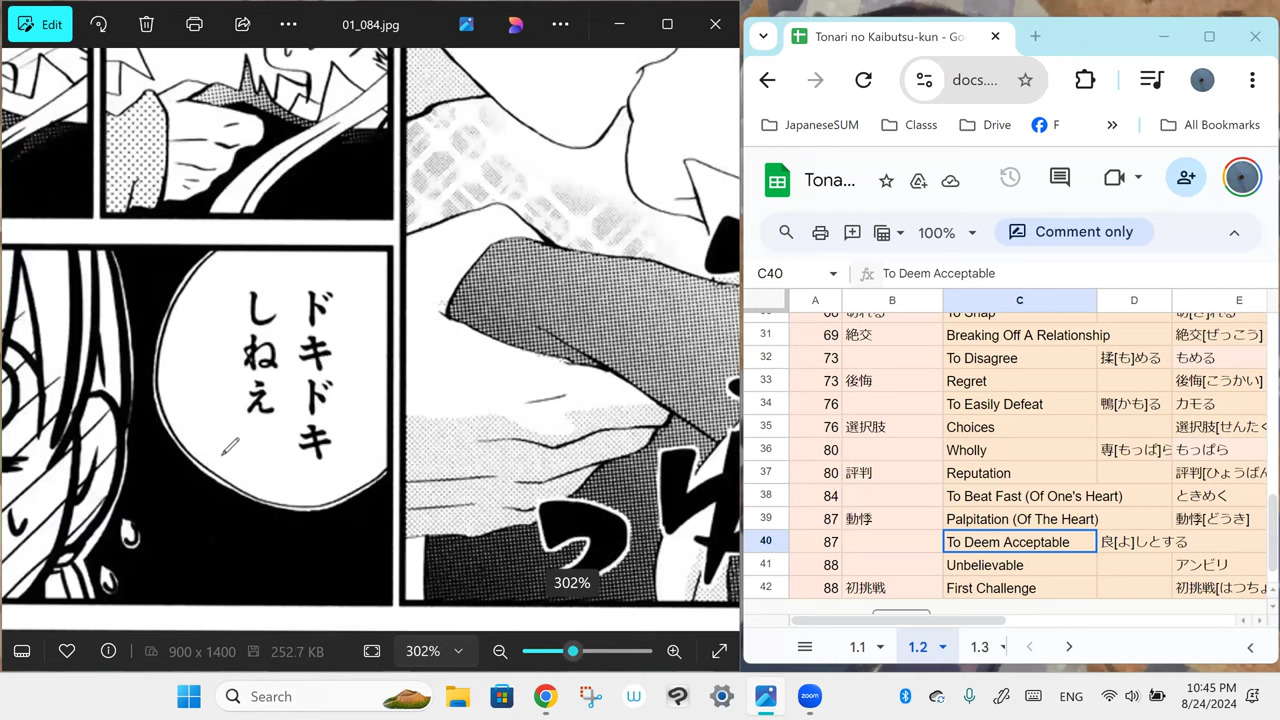 Edit
01_084.jpg
ドキドキ
しねえ
つ
302%
900 x 1400
252.7 KB
302%
Tonari no Kaibutsu-kun - Go
docs....
JapaneseSUM
Classs
Drive
F
All Bookmarks
Tona...
100%
Comment only
C40
To Deem Acceptable
A B C D E
31 69 絶交 Breaking Off A Relationship 絶交[ぜっこう]
32 73 To Disagree 揉[も]める もめる
33 73 後悔 Regret 後悔[こうかい]
34 76 To Easily Defeat 鴨[かも]る カモる
35 76 選択肢 Choices 選択肢[せんたく
36 80 Wholly 専[もっぱ]ら もっぱら
37 80 評判 Reputation 評判[ひょうばん
38 84 To Beat Fast (Of One's Heart) ときめく
39 87 動悸 Palpitation (Of The Heart) 動悸[どうき]
40 87 To Deem Acceptable 良[よ]しとする
41 88 Unbelievable アンビリ
42 88 初挑戦 First Challenge 初挑戦[はつちょ
1.1
1.2
1.3
Search
ENG
10:45 PM
8/24/2024